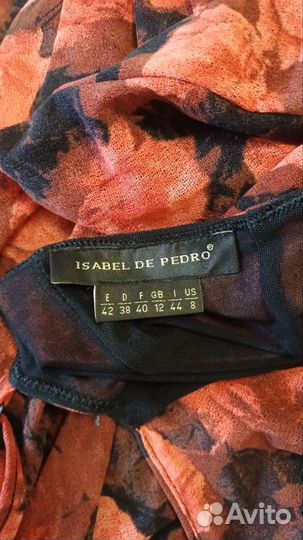 ISABEL DE PEDRO®
E D F GB I US
42 38 40 12 44 8
Avito